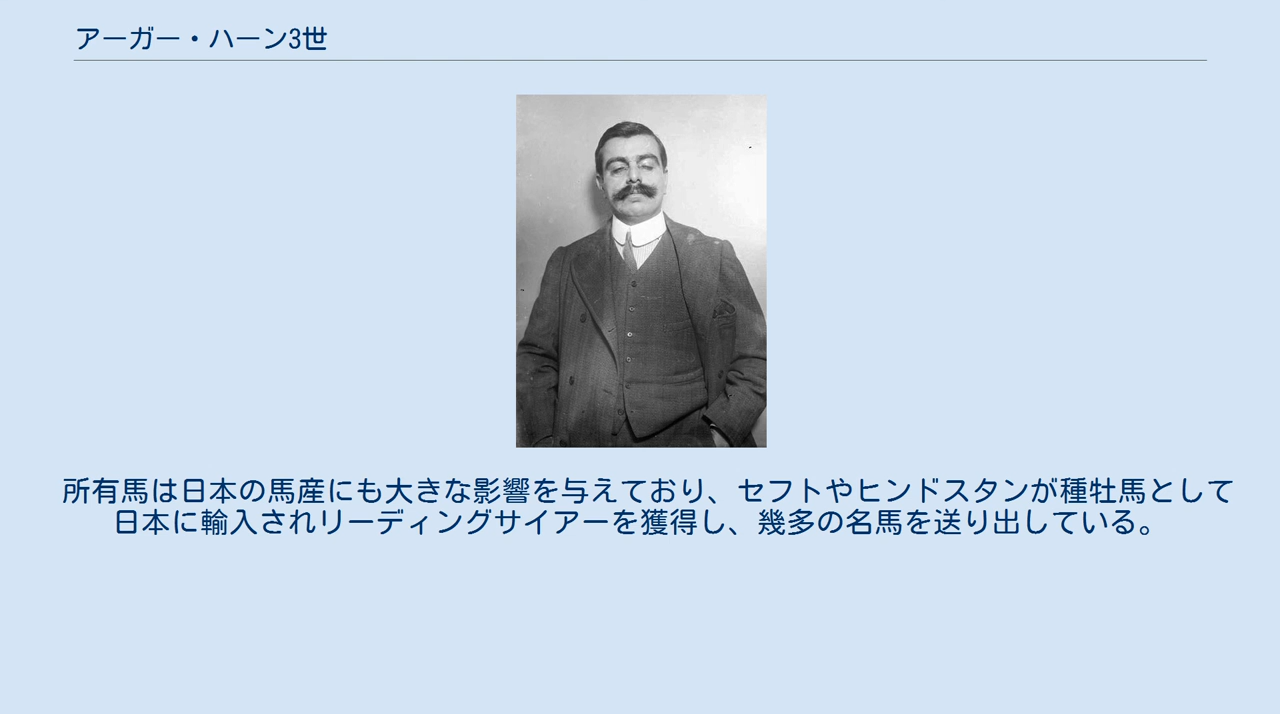 アーガー・ハーン3世
所有馬は日本の馬産にも大きな影響を与えており、セフトやヒンドスタンが種牡馬として
日本に輸入されリーディングサイアーを獲得し、幾多の名馬を送り出している。